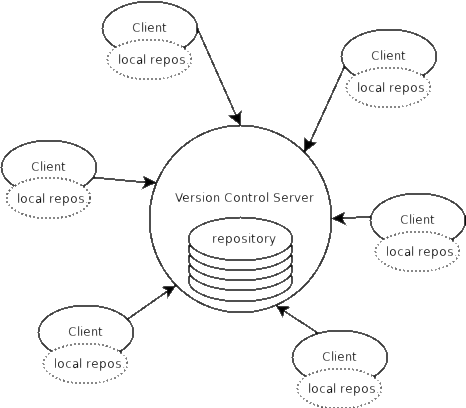 Client
local repos
Client
local repos
Client
local repos
Version Control Server
repository
Client
local repos
Client
local repos
Client
local repos